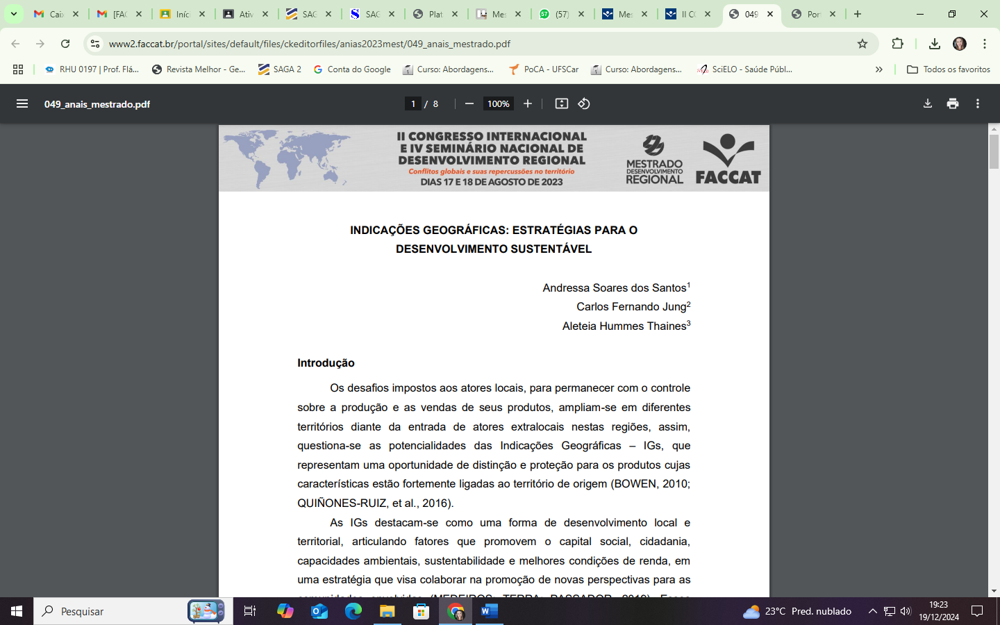 Caix
[FAC
Iníc
Ativ
SAG
SAG
Plat
Mes
(57)
Mes
II CC
049
Por
www2.faccat.br/portal/sites/default/files/ckeditorfiles/anias2023mest/049_anais_mestrado.pdf
RHU 0197 | Prof. Flá...
Revista Melhor - Ge...
SAGA 2
Conta do Google
Curso: Abordagens...
PoCA - UFSCar
Curso: Abordagens...
SciELO - Saúde Públ...
Todos os favoritos
049_anais_mestrado.pdf
1 / 8
100%
II CONGRESSO INTERNACIONAL
E IV SEMINÁRIO NACIONAL DE
DESENVOLVIMENTO REGIONAL
Conflitos globais e suas repercussões no território
DIAS 17 E 18 DE AGOSTO DE 2023
MESTRADO
DESENVOLVIMENTO
REGIONAL
FACCAT
INDICAÇÕES GEOGRÁFICAS: ESTRATÉGIAS PARA O
DESENVOLVIMENTO SUSTENTÁVEL
Andressa Soares dos Santos¹
Carlos Fernando Jung²
Aleteia Hummes Thaines³
Introdução
Os desafios impostos aos atores locais, para permanecer com o controle
sobre a produção e as vendas de seus produtos, ampliam-se em diferentes
territórios diante da entrada de atores extralocais nestas regiões, assim,
questiona-se as potencialidades das Indicações Geográficas – IGs, que
representam uma oportunidade de distinção e proteção para os produtos cujas
características estão fortemente ligadas ao território de origem (BOWEN, 2010;
QUIÑONES-RUIZ, et al., 2016).
As IGs destacam-se como uma forma de desenvolvimento local e
territorial, articulando fatores que promovem o capital social, cidadania,
capacidades ambientais, sustentabilidade e melhores condições de renda, em
uma estratégia que visa colaborar na promoção de novas perspectivas para as
Pesquisar
23°C Pred. nublado
19:23
19/12/2024